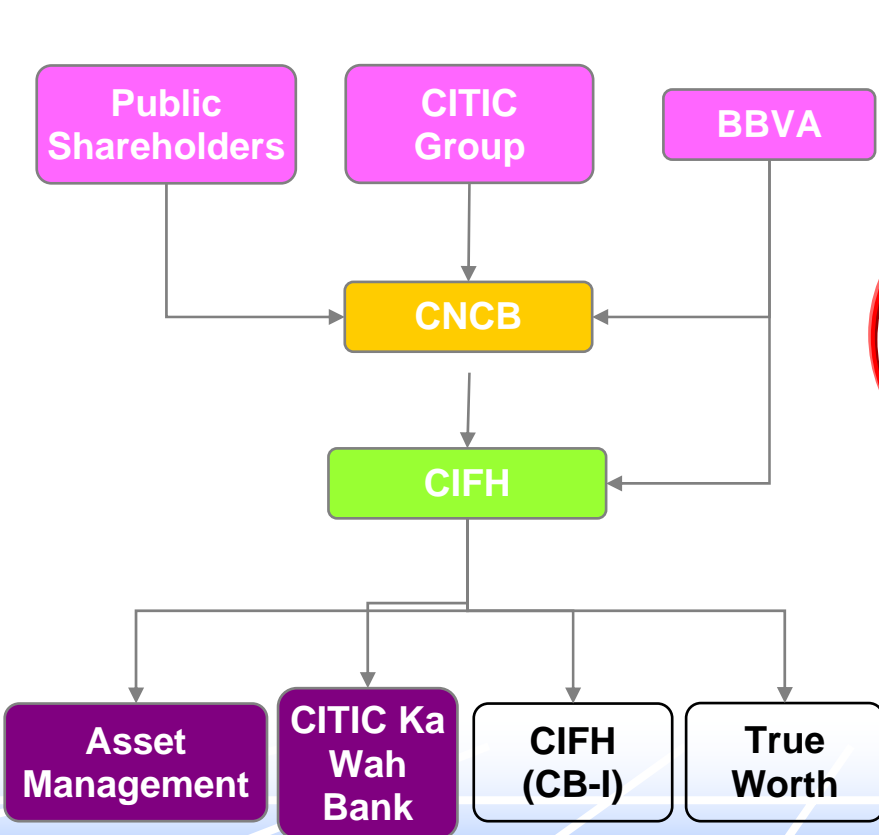 Public
Shareholders
CITIC
Group
BBVA
CNCB
CIFH
Asset
Management
CITIC Ka
Wah
Bank
CIFH
(CB-I)
True
Worth